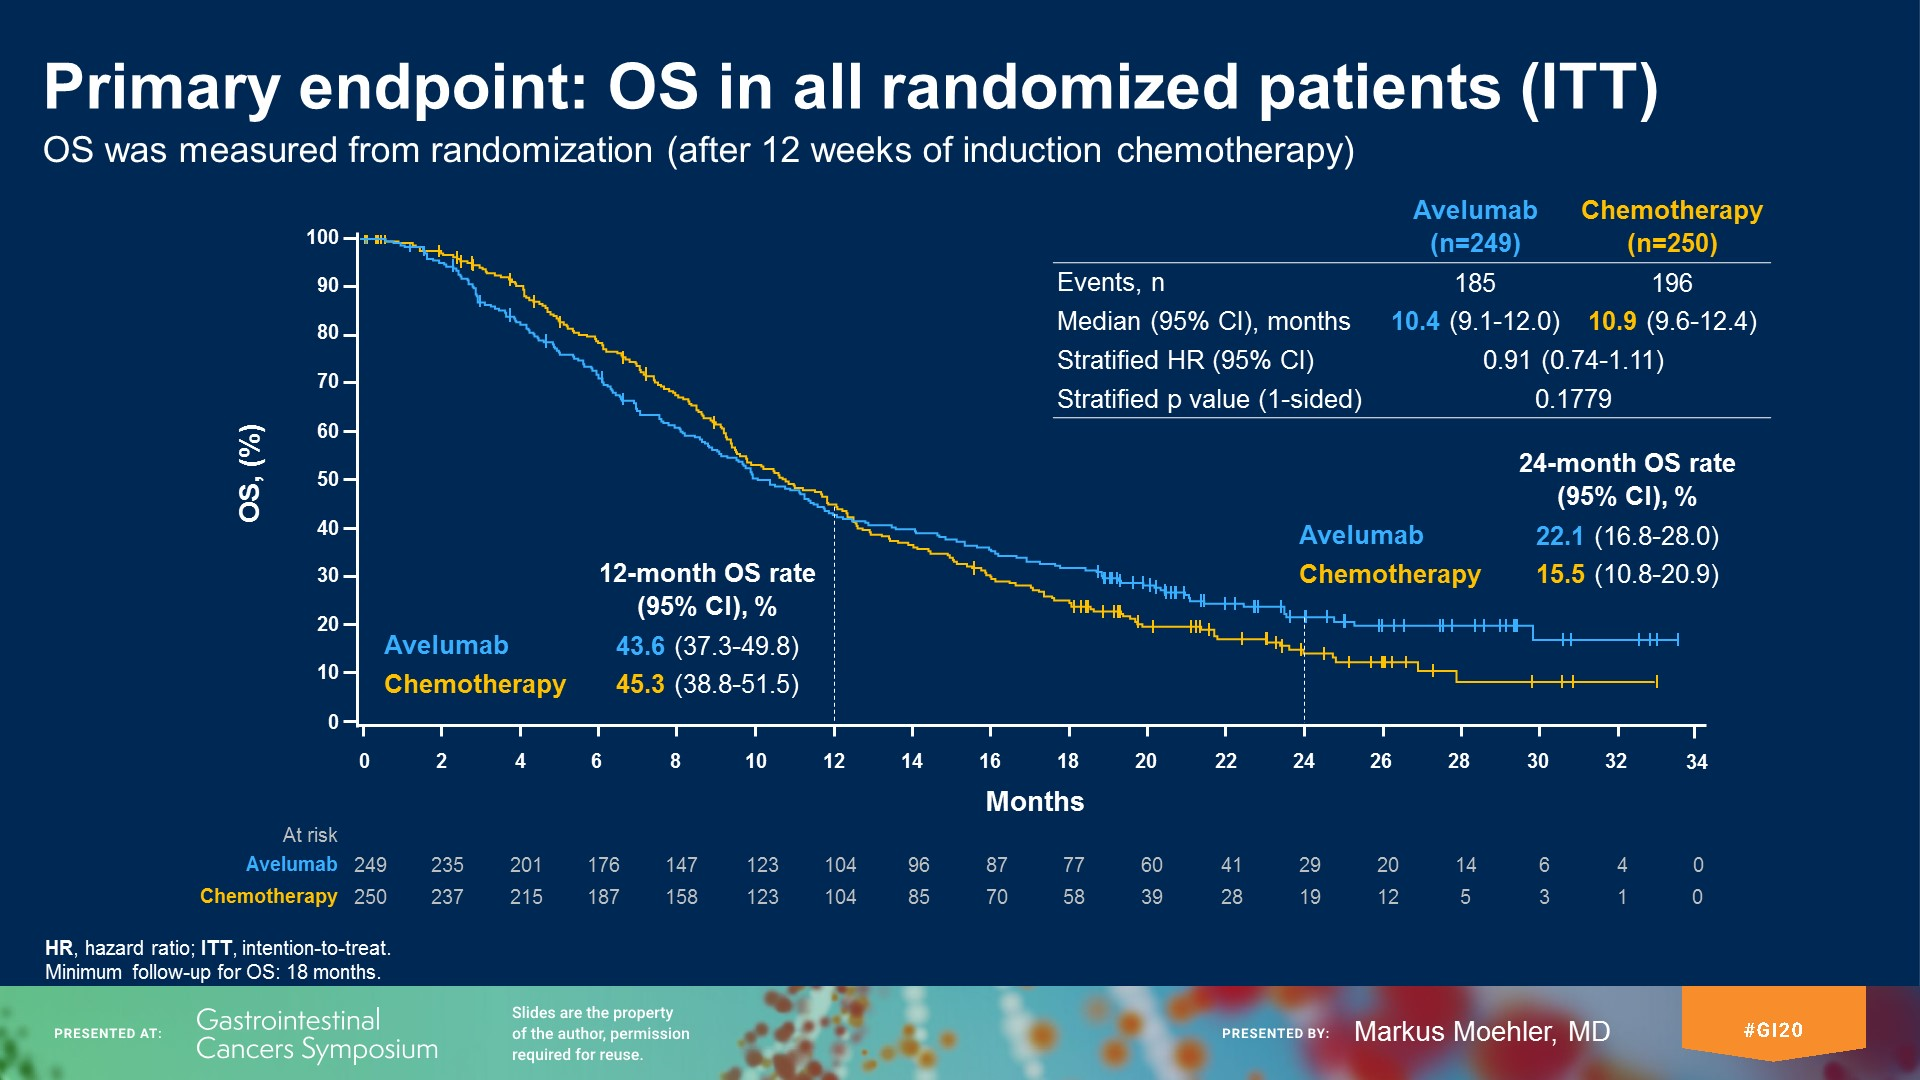 Primary endpoint: OS in all randomized patients (ITT)
OS was measured from randomization (after 12 weeks of induction chemotherapy)
Avelumab Chemotherapy
(n=249) (n=250)
Events, n 185 196
Median (95% CI), months 10.4 (9.1-12.0) 10.9 (9.6-12.4)
Stratified HR (95% CI) 0.91 (0.74-1.11)
Stratified p value (1-sided) 0.1779
OS, (%)
100
90
80
70
60
50
40
30
20
10
0
24-month OS rate
(95% CI), %
Avelumab 22.1 (16.8-28.0)
Chemotherapy 15.5 (10.8-20.9)
12-month OS rate
(95% CI), %
Avelumab 43.6 (37.3-49.8)
Chemotherapy 45.3 (38.8-51.5)
0 2 4 6 8 10 12 14 16 18 20 22 24 26 28 30 32 34
Months
At risk
Avelumab 249 235 201 176 147 123 104 96 87 77 60 41 29 20 14 6 4 0
Chemotherapy 250 237 215 187 158 123 104 85 70 58 39 28 19 12 5 3 1 0
HR, hazard ratio; ITT, intention-to-treat.
Minimum follow-up for OS: 18 months.
PRESENTED AT:
Gastrointestinal
Cancers Symposium
Slides are the property
of the author, permission
required for reuse.
PRESENTED BY: Markus Moehler, MD
#GI20